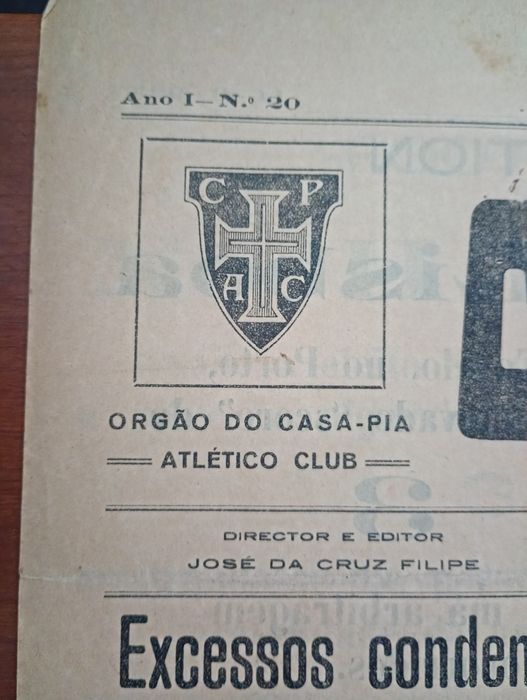 Ano I—N.º 20
C P
A C
ORGÃO DO CASA-PIA
ATLÉTICO CLUB
DIRECTOR E EDITOR
JOSÉ DA CRUZ FILIPE
Excessos conden